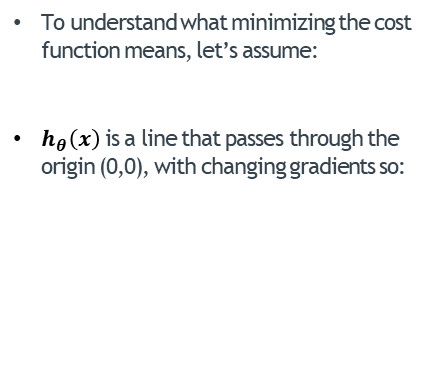 • To understand what minimizing the cost
function means, let’s assume:
• h_θ(x) is a line that passes through the
origin (0,0), with changing gradients so: